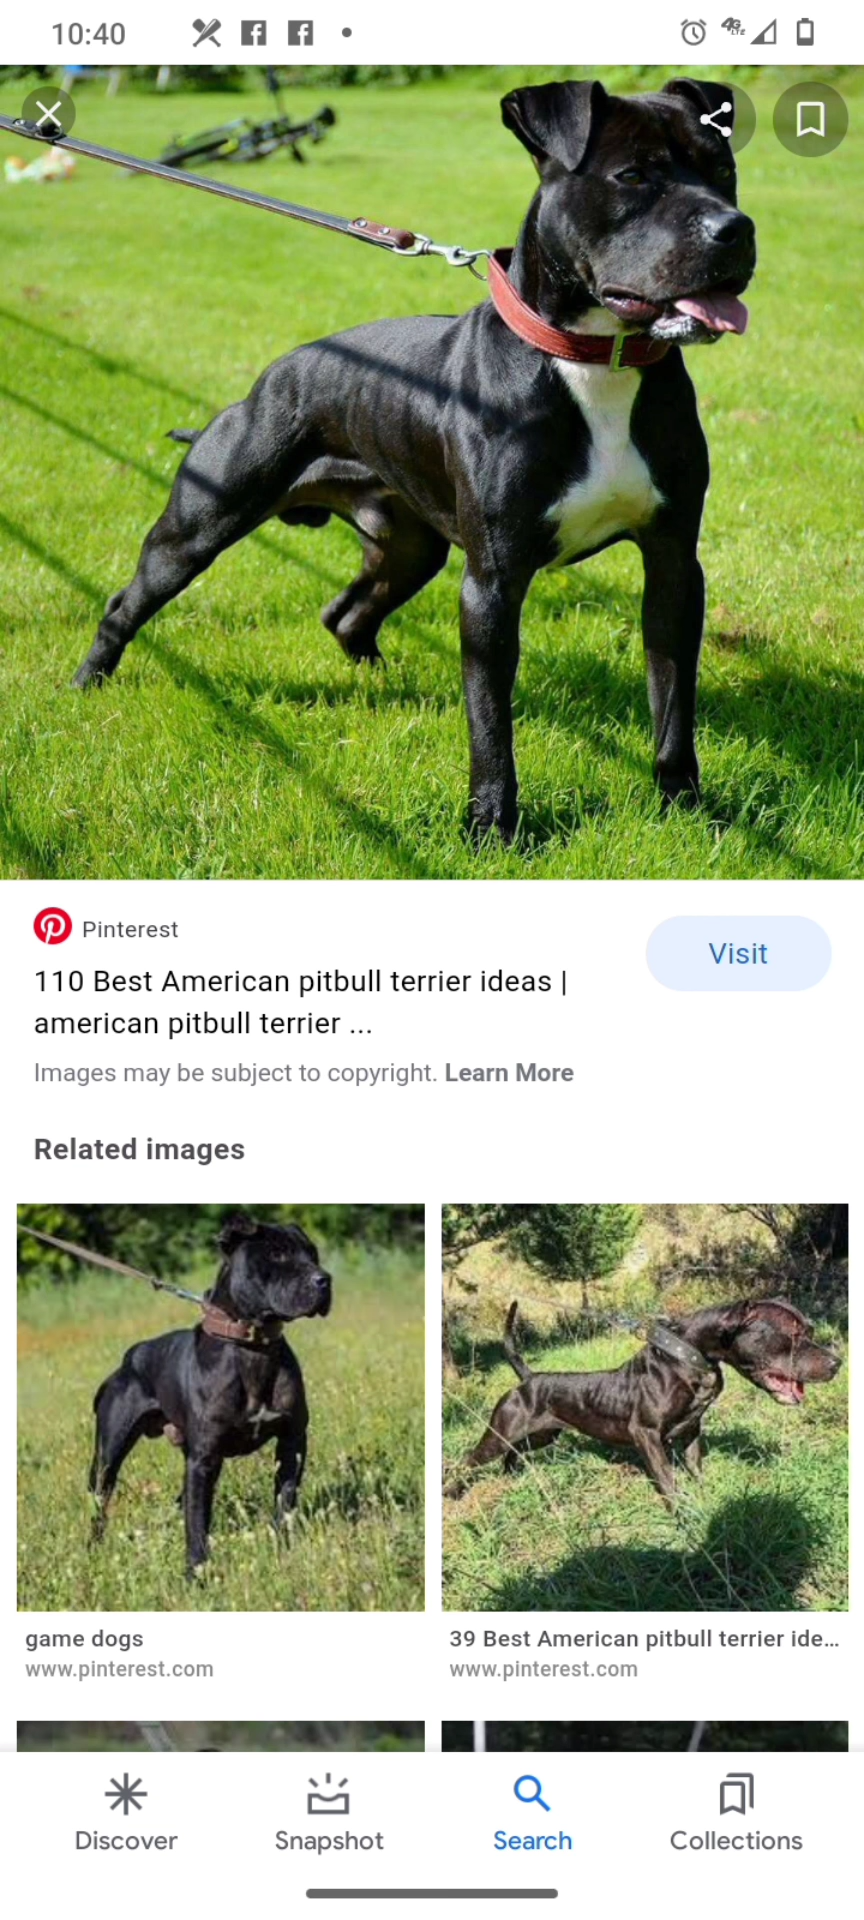 10:40
4G
LTE
Pinterest
Visit
110 Best American pitbull terrier ideas |
american pitbull terrier ...
Images may be subject to copyright. Learn More
Related images
game dogs
www.pinterest.com
39 Best American pitbull terrier ide...
www.pinterest.com
Discover
Snapshot
Search
Collections